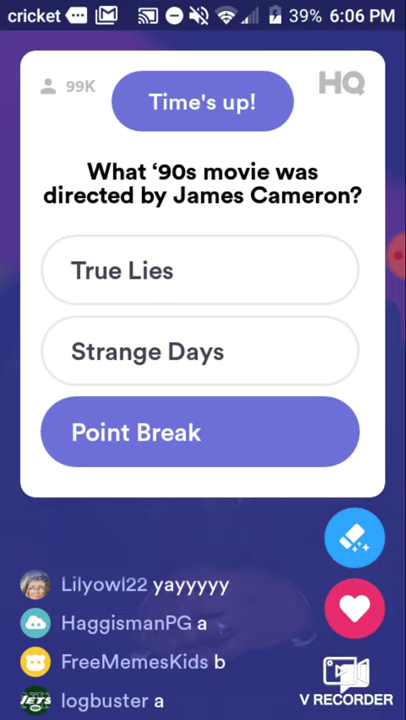 cricket 39% 6:06 PM
99K Time's up! HQ
What ‘90s movie was
directed by James Cameron?
True Lies
Strange Days
Point Break
Lilyowl22 yayyyyy
HaggismanPG a
FreeMemesKids b
JETS logbuster a
V RECORDER